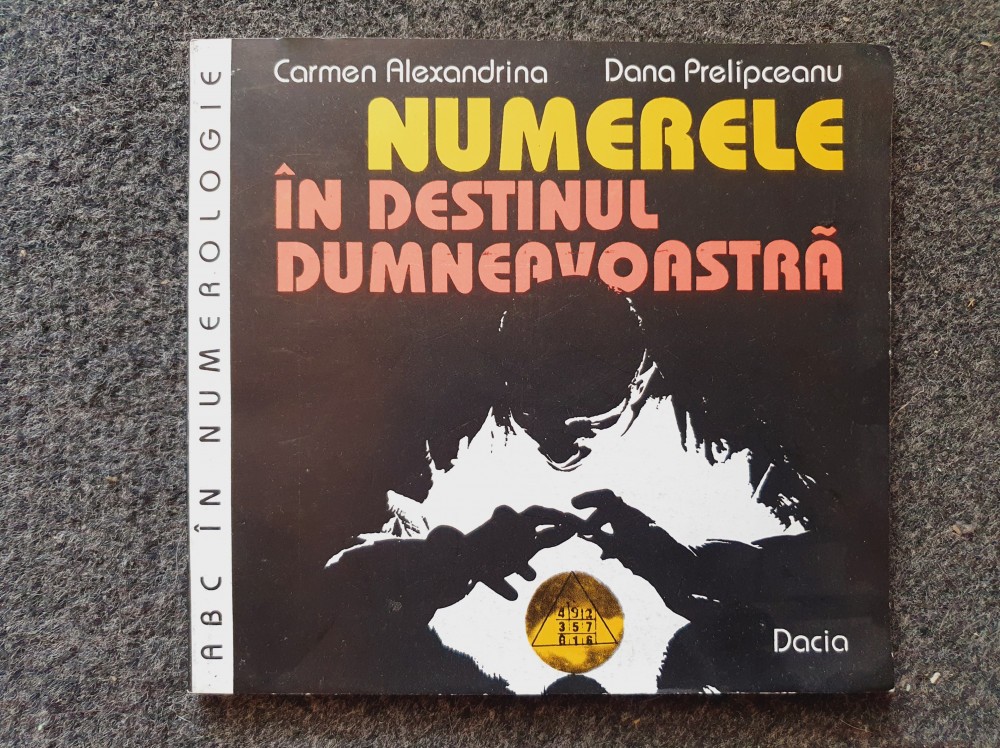 Carmen Alexandrina Dana Prelipceanu
NUMERELE
ÎN DESTINUL
DUMNEAVOASTRĂ
ABC ÎN NUMEROLOGIE
4 9 2
3 5 7
8 1 6
Dacia